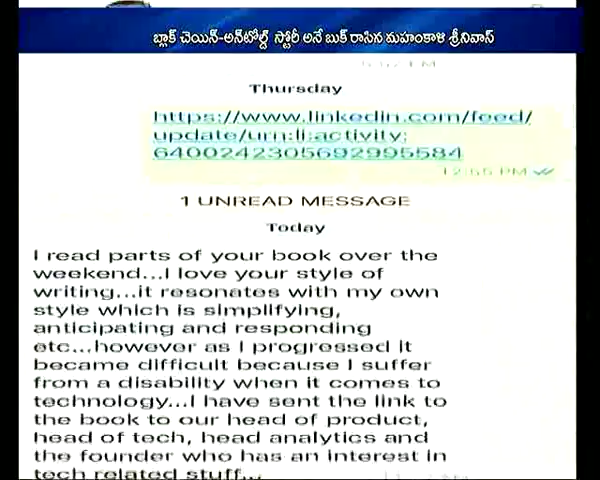 బ్లాక్ చెయిన్-అన్‌టోల్డ్ స్టోరీ అనే బుక్ రాసిన మహంకాళి శ్రీనివాస్
Thursday
https://www.linkedin.com/feed/
update/urn:li:activity:
6400242305692995584
12:55 PM
1 UNREAD MESSAGE
Today
I read parts of your book over the
weekend...I love your style of
writing...it resonates with my own
style which is simplifying,
anticipating and responding
etc...however as I progressed it
became difficult because I suffer
from a disability when it comes to
technology...I have sent the link to
the book to our head of product,
head of tech, head analytics and
the founder who has an interest in
tech related stuff...